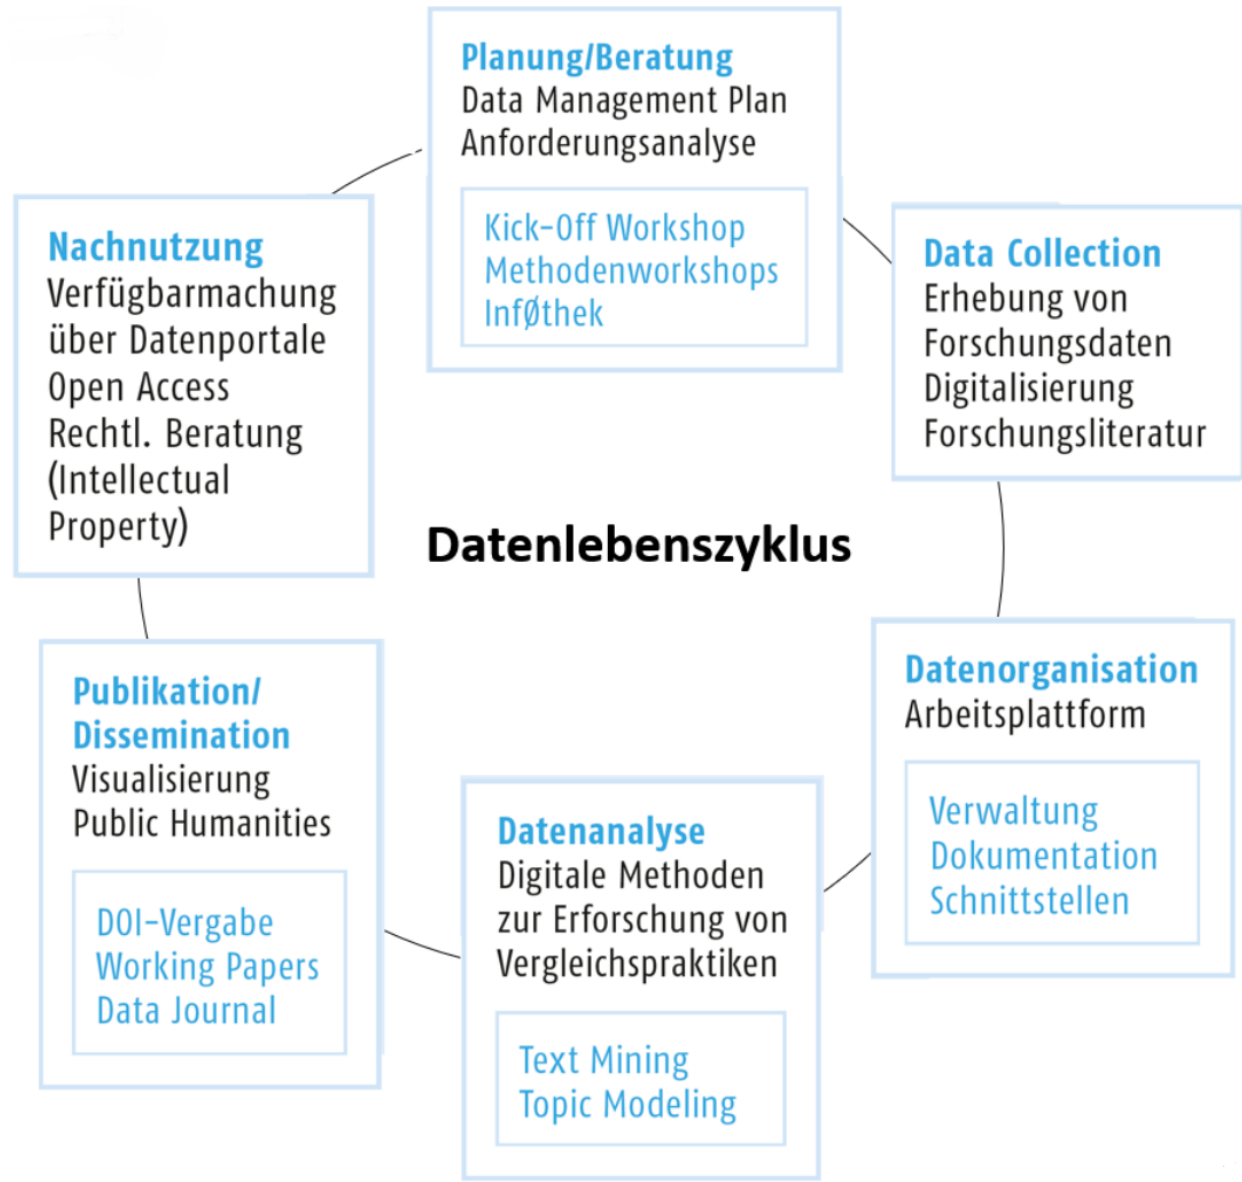 Planung/Beratung
Data Management Plan
Anforderungsanalyse
Kick-Off Workshop
Methodenworkshops
InfØthek
Data Collection
Erhebung von
Forschungsdaten
Digitalisierung
Forschungsliteratur
Datenorganisation
Arbeitsplattform
Verwaltung
Dokumentation
Schnittstellen
Datenanalyse
Digitale Methoden
zur Erforschung von
Vergleichspraktiken
Text Mining
Topic Modeling
Publikation/
Dissemination
Visualisierung
Public Humanities
DOI-Vergabe
Working Papers
Data Journal
Nachnutzung
Verfügbarmachung
über Datenportale
Open Access
Rechtl. Beratung
(Intellectual
Property)
Datenlebenszyklus